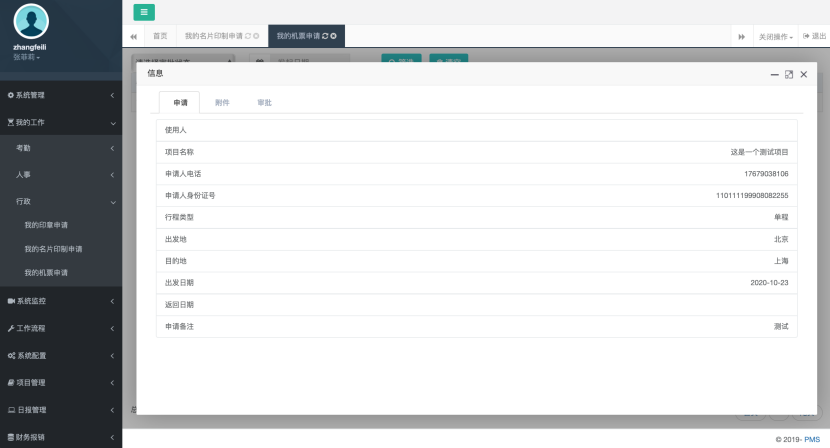 zhangfeili
张菲莉
系统管理
我的工作
考勤
人事
行政
我的印章申请
我的名片印制申请
我的机票申请
系统监控
工作流程
系统配置
项目管理
日报管理
财务报销
首页
我的名片印制申请
我的机票申请
关闭操作
退出
信息
申请
附件
审批
使用人
项目名称 这是一个测试项目
申请人电话 17679038106
申请人身份证号 110111199908082255
行程类型 单程
出发地 北京
目的地 上海
出发日期 2020-10-23
返回日期
申请备注 测试
© 2019- PMS